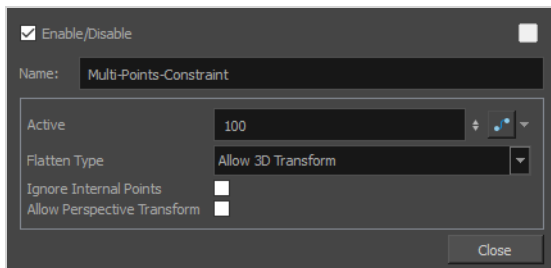 Enable/Disable
Name: Multi-Points-Constraint
Active 100
Flatten Type Allow 3D Transform
Ignore Internal Points
Allow Perspective Transform
Close